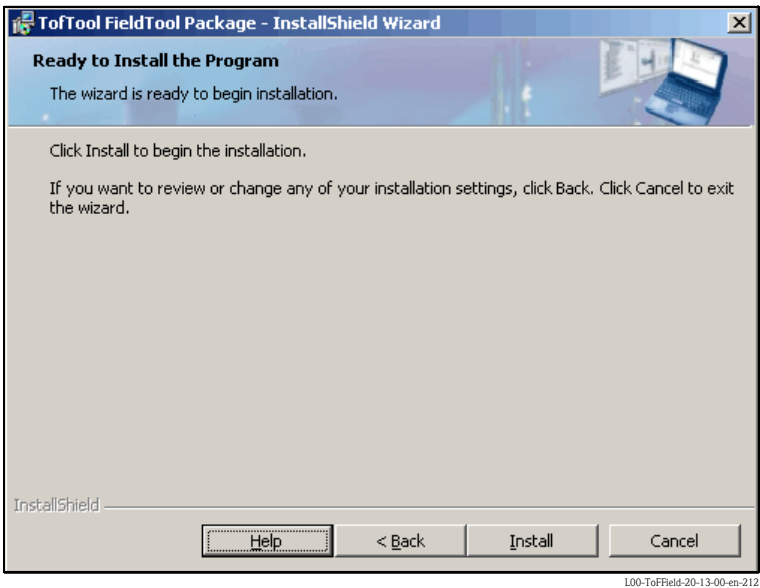 TofTool FieldTool Package - InstallShield Wizard
Ready to Install the Program
The wizard is ready to begin installation.
Click Install to begin the installation.
If you want to review or change any of your installation settings, click Back. Click Cancel to exit
the wizard.
InstallShield
Help
< Back
Install
Cancel
L00-ToFField-20-13-00-en-212